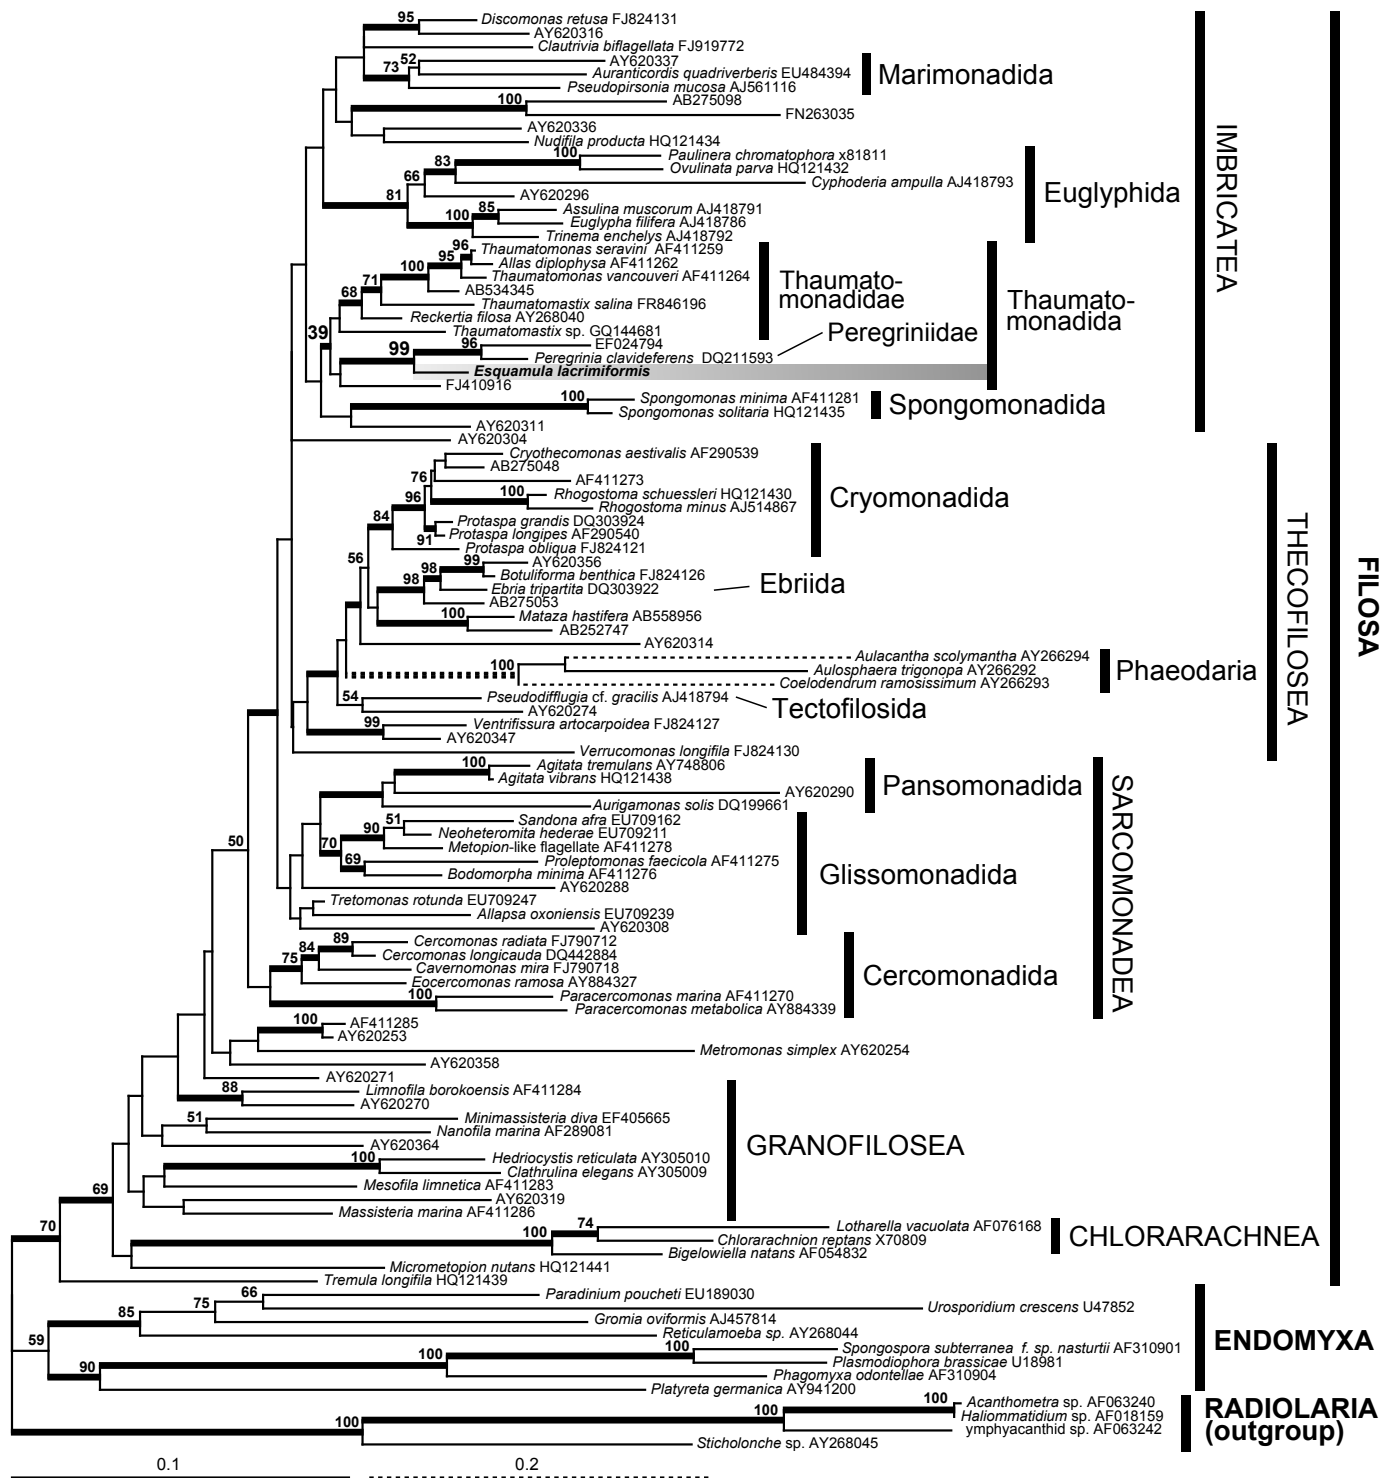 95
Discomonas retusa FJ824131
AY620316
Clautrivia biflagellata FJ919772
52
AY620337
73
Auranticordis quadriverberis EU484394
Pseudopirsonia mucosa AJ561116
Marimonadida
100
AB275098
FN263035
AY620336
Nudifila producta HQ121434
100
Paulinera chromatophora x81811
83
Ovulinata parva HQ121432
66
Cyphoderia ampulla AJ418793
81
AY620296
Euglyphida
85
Assulina muscorum AJ418791
100
Euglypha filifera AJ418786
Trinema enchelys AJ418792
IMBRICATEA
96
Thaumatomonas seravini AF411259
95
Allas diplophysa AF411262
100
Thaumatomonas vancouveri AF411264
71
AB534345
68
Thaumatomastix salina FR846196
Reckertia filosa AY268040
39
Thaumatomastix sp. GQ144681
Thaumato-
monadidae
Thaumato-
monadida
Peregriniidae
99
96
EF024794
Peregrinia clavideferens DQ211593
Esquamula lacrimiformis
FJ410916
100
Spongomonas minima AF411281
Spongomonas solitaria HQ121435
Spongomonadida
AY620311
AY620304
Cryothecomonas aestivalis AF290539
AB275048
76
AF411273
100
Rhogostoma schuessleri HQ121430
96
Rhogostoma minus AJ514867
Cryomonadida
84
Protaspa grandis DQ303924
91
Protaspa longipes AF290540
Protaspa obliqua FJ824121
56
99
AY620356
98
Botuliforma benthica FJ824126
98
Ebria tripartita DQ303922
Ebriida
AB275053
100
Mataza hastifera AB558956
AB252747
AY620314
THECOFILOSEA
FILOSA
100
Aulacantha scolymantha AY266294
Aulosphaera trigonopa AY266292
Coelodendrum ramosissimum AY266293
Phaeodaria
54
Pseudodifflugia cf. gracilis AJ418794
AY620274
Tectofilosida
99
Ventrifissura artocarpoidea FJ824127
AY620347
Verrucomonas longifila FJ824130
100
Agitata tremulans AY748806
Agitata vibrans HQ121438
AY620290
Aurigamonas solis DQ199661
Pansomonadida
51
Sandona afra EU709162
90
Neoheteromita hederae EU709211
70
Metopion-like flagellate AF411278
69
Proleptomonas faecicola AF411275
Bodomorpha minima AF411276
Glissomonadida
AY620288
50
Tretomonas rotunda EU709247
Allapsa oxoniensis EU709239
AY620308
SARCOMONADEA
89
Cercomonas radiata FJ790712
84
Cercomonas longicauda DQ442884
75
Cavernomonas mira FJ790718
Eocercomonas ramosa AY884327
Cercomonadida
100
Paracercomonas marina AF411270
Paracercomonas metabolica AY884339
100
AF411285
AY620253
Metromonas simplex AY620254
AY620358
AY620271
88
Limnofila borokoensis AF411284
AY620270
51
Minimassisteria diva EF405665
Nanofila marina AF289081
AY620364
GRANOFILOSEA
100
Hedriocystis reticulata AY305010
Clathrulina elegans AY305009
Mesofila limnetica AF411283
69
AY620319
Massisteria marina AF411286
70
74
Lotharella vacuolata AF076168
100
Chlorarachnion reptans X70809
Bigelowiella natans AF054832
CHLORARACHNEA
Micrometopion nutans HQ121441
Tremula longifila HQ121439
66
Paradinium poucheti EU189030
75
Urosporidium crescens U47852
85
Gromia oviformis AJ457814
Reticulamoeba sp. AY268044
59
ENDOMYXA
100
Spongospora subterranea f. sp. nasturtii AF310901
100
Plasmodiophora brassicae U18981
90
Phagomyxa odontellae AF310904
Platyreta germanica AY941200
100
Acanthometra sp. AF063240
100
Haliommatidium sp. AF018159
100
ymphyacanthid sp. AF063242
Sticholonche sp. AY268045
RADIOLARIA
(outgroup)
0.1
0.2